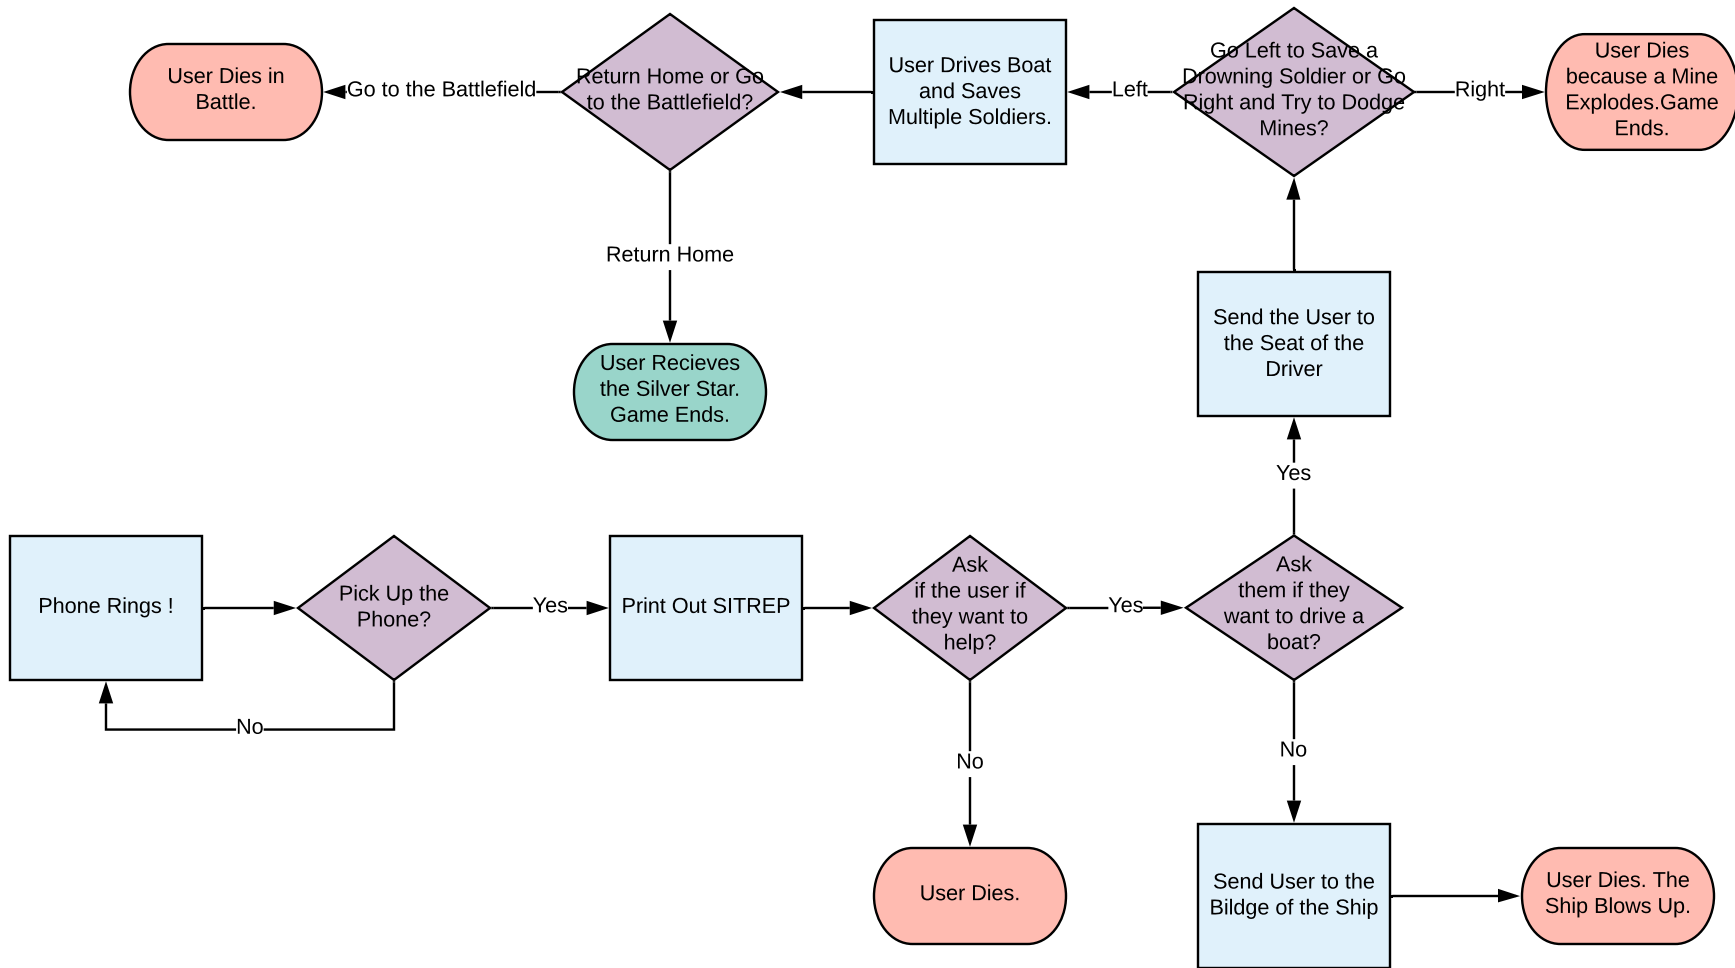 User Dies in
Battle.
Go to the Battlefield
Return Home or Go
to the Battlefield?
User Drives Boat
and Saves
Multiple Soldiers.
Left
Go Left to Save a
Drowning Soldier or Go
Right and Try to Dodge
Mines?
Right
User Dies
because a Mine
Explodes.Game
Ends.
Return Home
User Recieves
the Silver Star.
Game Ends.
Send the User to
the Seat of the
Driver
Yes
Phone Rings !
Pick Up the
Phone?
Yes
Print Out SITREP
Ask
if the user if
they want to
help?
Yes
Ask
them if they
want to drive a
boat?
No
No
No
User Dies.
Send User to the
Bildge of the Ship
User Dies. The
Ship Blows Up.